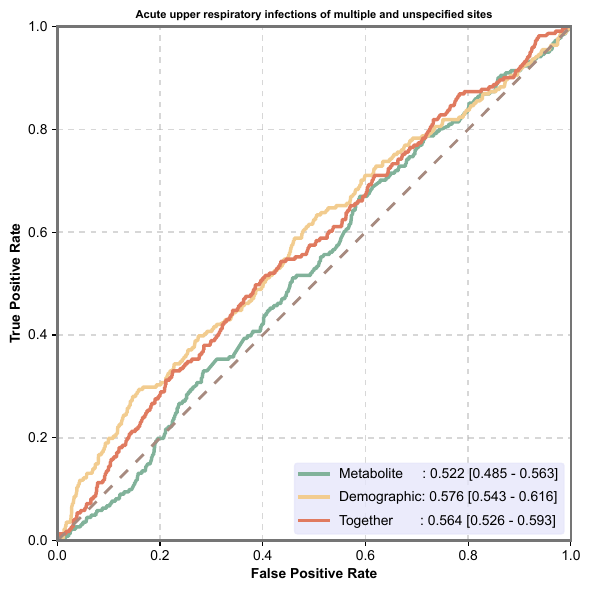 Acute upper respiratory infections of multiple and unspecified sites
1.0
0.8
0.6
0.4
0.2
0.0
True Positive Rate
Metabolite : 0.522 [0.485 - 0.563]
Demographic: 0.576 [0.543 - 0.616]
Together : 0.564 [0.526 - 0.593]
0.0 0.2 0.4 0.6 0.8 1.0
False Positive Rate